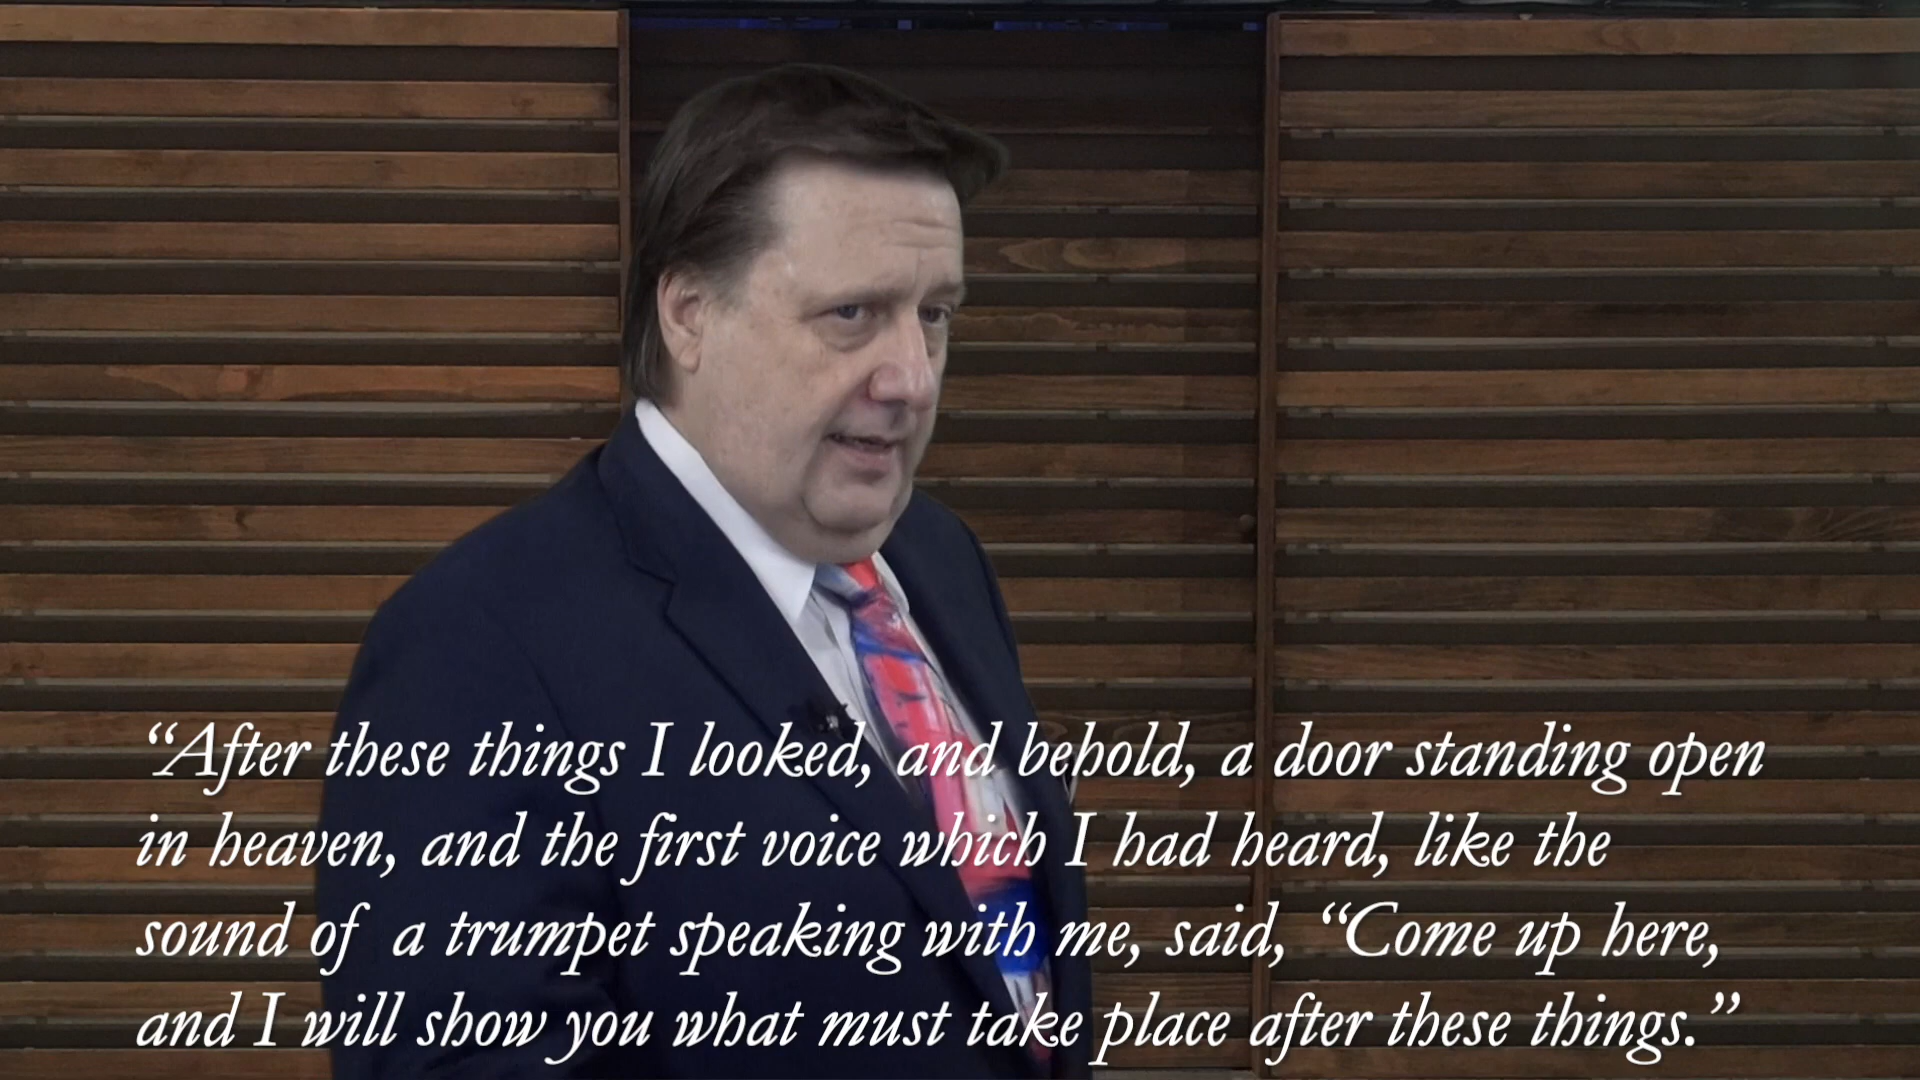 “After these things I looked, and behold, a door standing open
in heaven, and the first voice which I had heard, like the
sound of a trumpet speaking with me, said, “Come up here,
and I will show you what must take place after these things.”